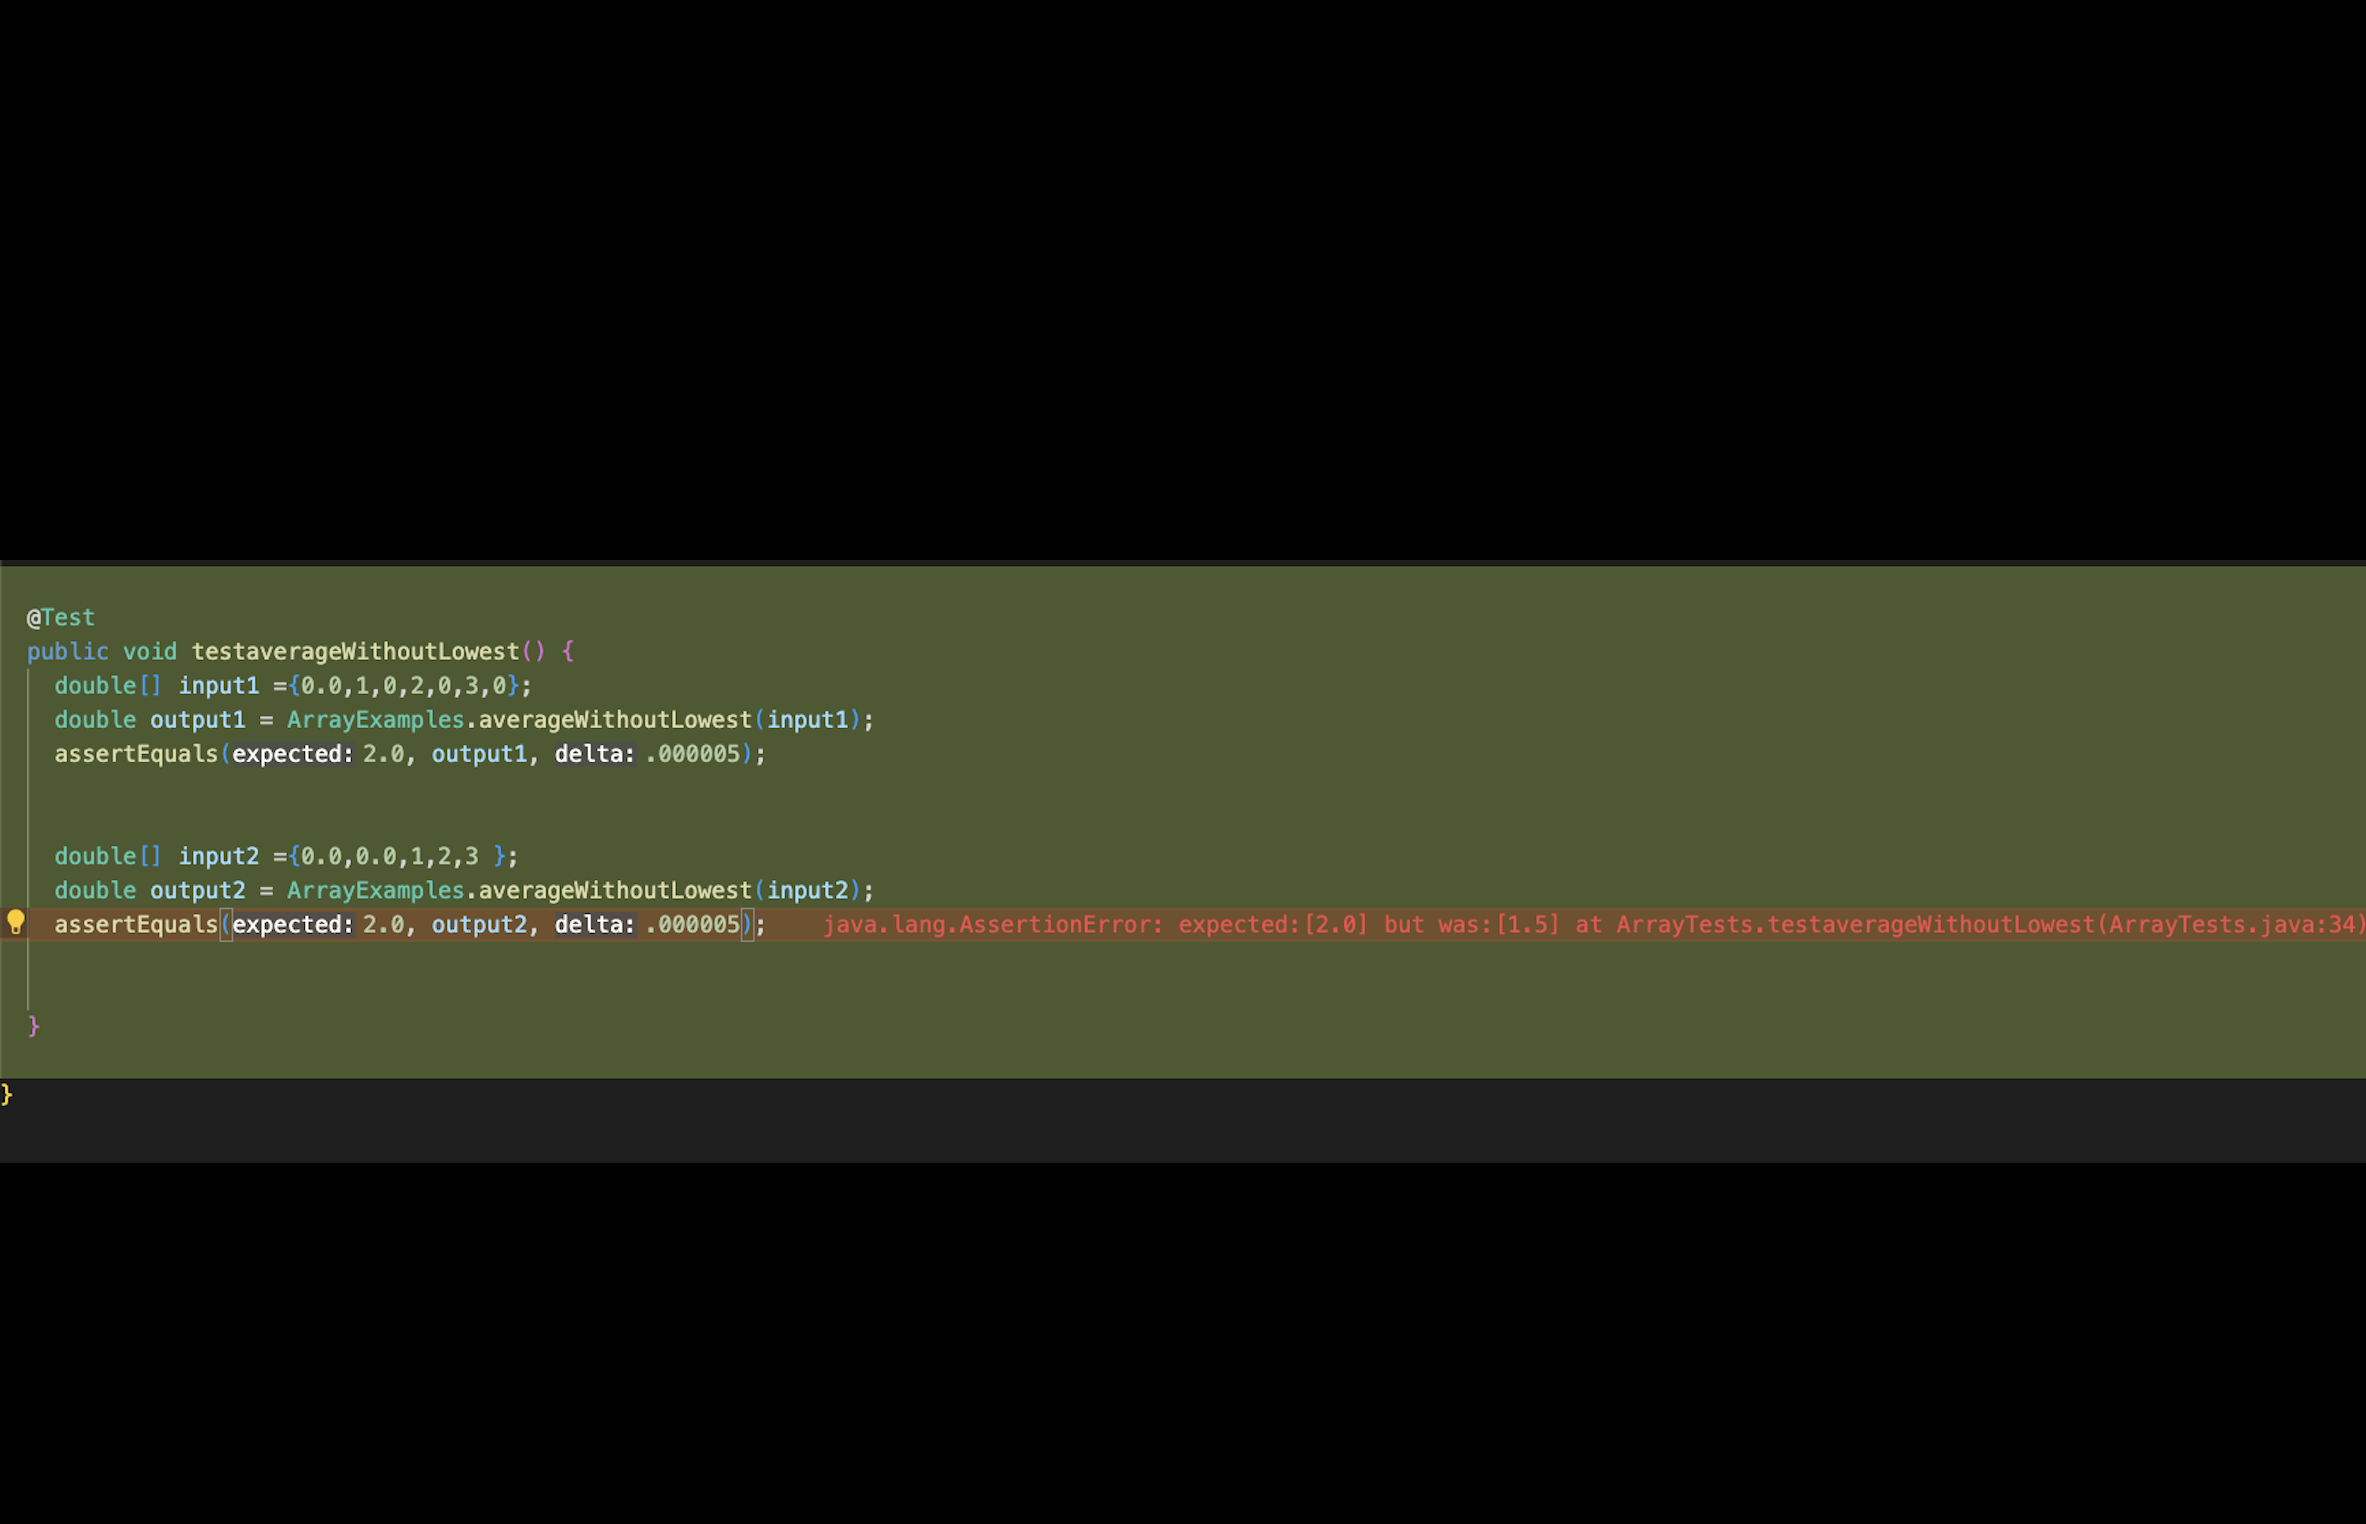 @Test
public void testaverageWithoutLowest() {
double[] input1 ={0.0,1,0,2,0,3,0};
double output1 = ArrayExamples.averageWithoutLowest(input1);
assertEquals(expected: 2.0, output1, delta: .000005);
double[] input2 ={0.0,0.0,1,2,3 };
double output2 = ArrayExamples.averageWithoutLowest(input2);
assertEquals(expected: 2.0, output2, delta: .000005); java.lang.AssertionError: expected:[2.0] but was:[1.5] at ArrayTests.testaverageWithoutLowest(ArrayTests.java:34)
}
}